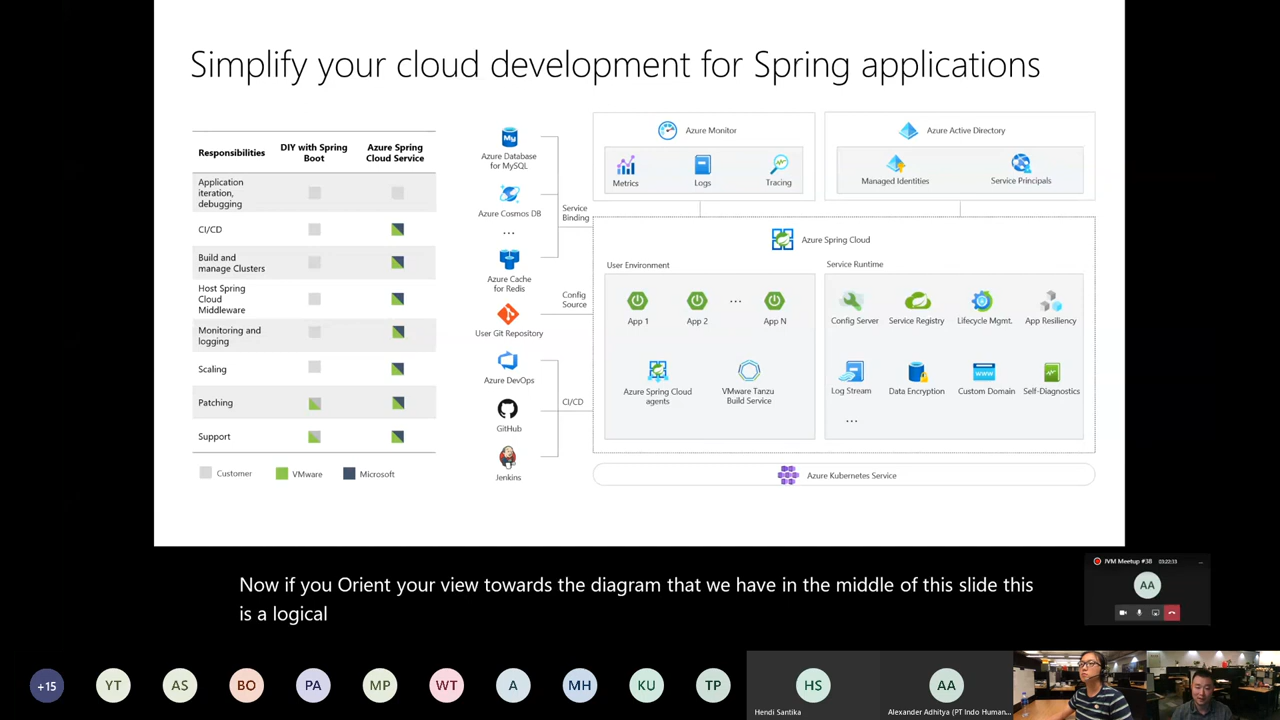 Simplify your cloud development for Spring applications
Responsibilities
DIY with Spring
Boot
Azure Spring
Cloud Service
Application
iteration,
debugging
CI/CD
Build and
manage Clusters
Host Spring
Cloud
Middleware
Monitoring and
logging
Scaling
Patching
Support
Customer
VMware
Microsoft
My
Azure Database
for MySQL
Azure Cosmos DB
...
Azure Cache
for Redis
User Git Repository
Azure DevOps
GitHub
Jenkins
Service
Binding
Config
Source
CI/CD
Azure Monitor
Metrics
Logs
Tracing
Azure Active Directory
Managed Identities
Service Principals
Azure Spring Cloud
User Environment
App 1
App 2
...
App N
Azure Spring Cloud
agents
VMware Tanzu
Build Service
Service Runtime
Config Server
Service Registry
Lifecycle Mgmt.
App Resiliency
Log Stream
Data Encryption
www
Custom Domain
Self-Diagnostics
...
Azure Kubernetes Service
Now if you Orient your view towards the diagram that we have in the middle of this slide this
is a logical
JVM Meetup #38
03:22:33
...
AA
+15
YT
AS
BO
PA
MP
WT
A
MH
KU
TP
HS
Hendi Santika
AA
Alexander Adhitya (PT Indo Human...